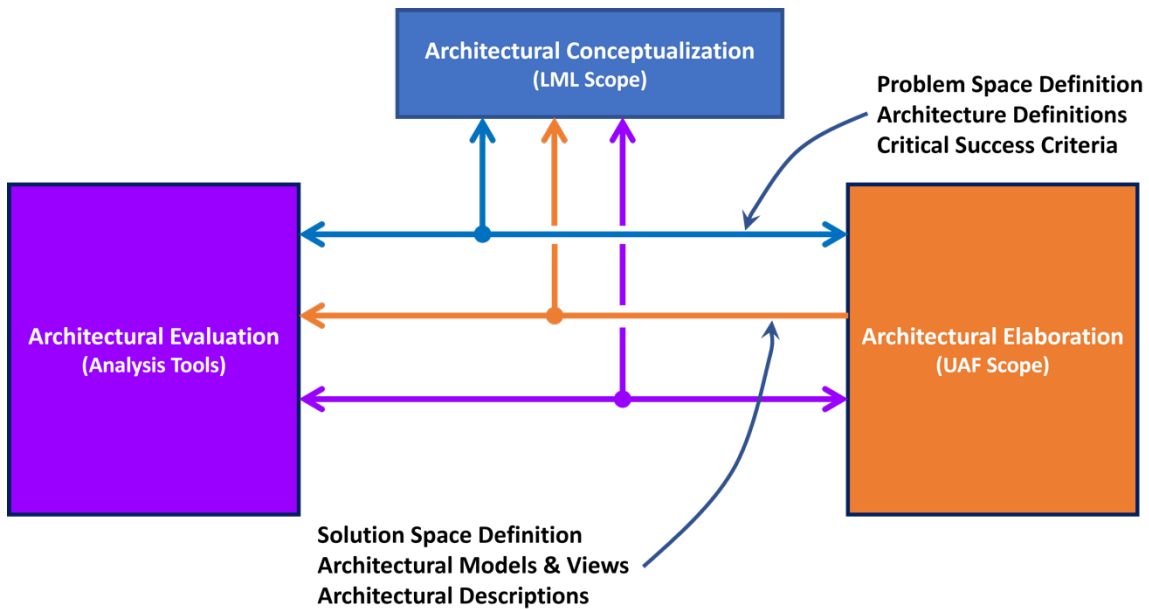 Architectural Conceptualization
(LML Scope)
Problem Space Definition
Architecture Definitions
Critical Success Criteria
Architectural Evaluation
(Analysis Tools)
Architectural Elaboration
(UAF Scope)
Solution Space Definition
Architectural Models & Views
Architectural Descriptions